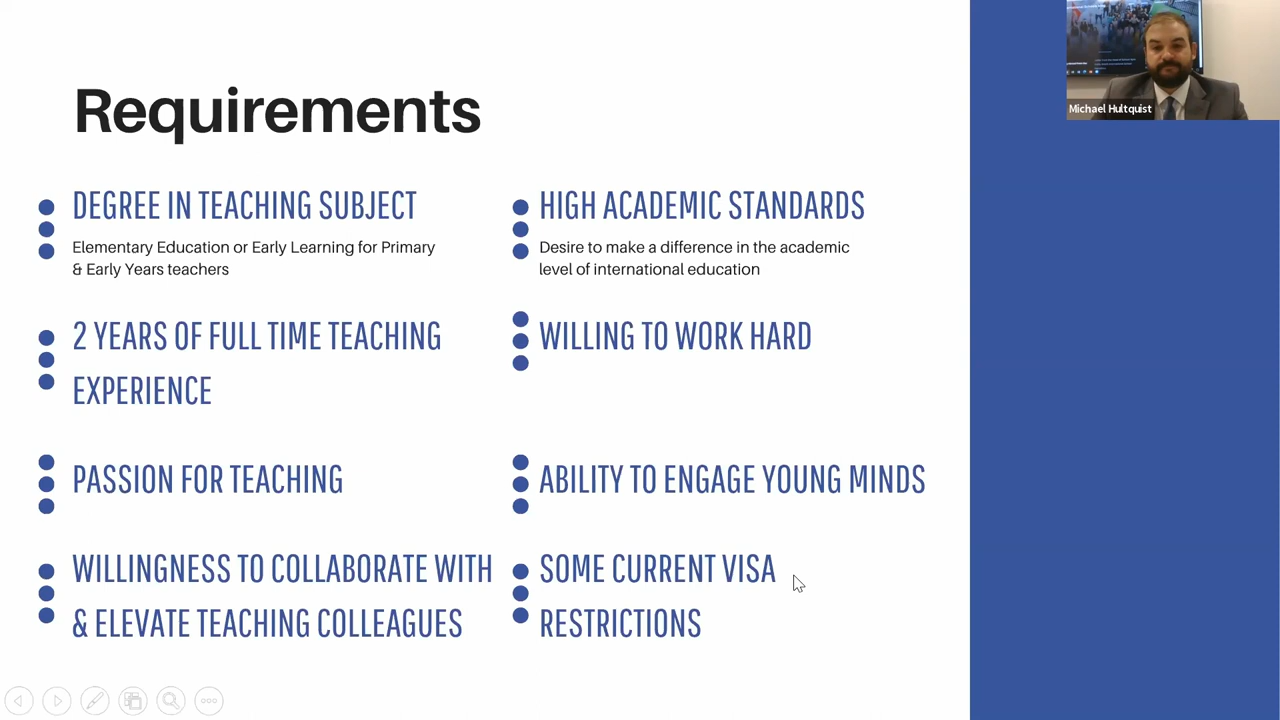 Requirements
DEGREE IN TEACHING SUBJECT
Elementary Education or Early Learning for Primary
& Early Years teachers
2 YEARS OF FULL TIME TEACHING
EXPERIENCE
PASSION FOR TEACHING
WILLINGNESS TO COLLABORATE WITH
& ELEVATE TEACHING COLLEAGUES
HIGH ACADEMIC STANDARDS
Desire to make a difference in the academic
level of international education
WILLING TO WORK HARD
ABILITY TO ENGAGE YOUNG MINDS
SOME CURRENT VISA
RESTRICTIONS
Michael Hultquist